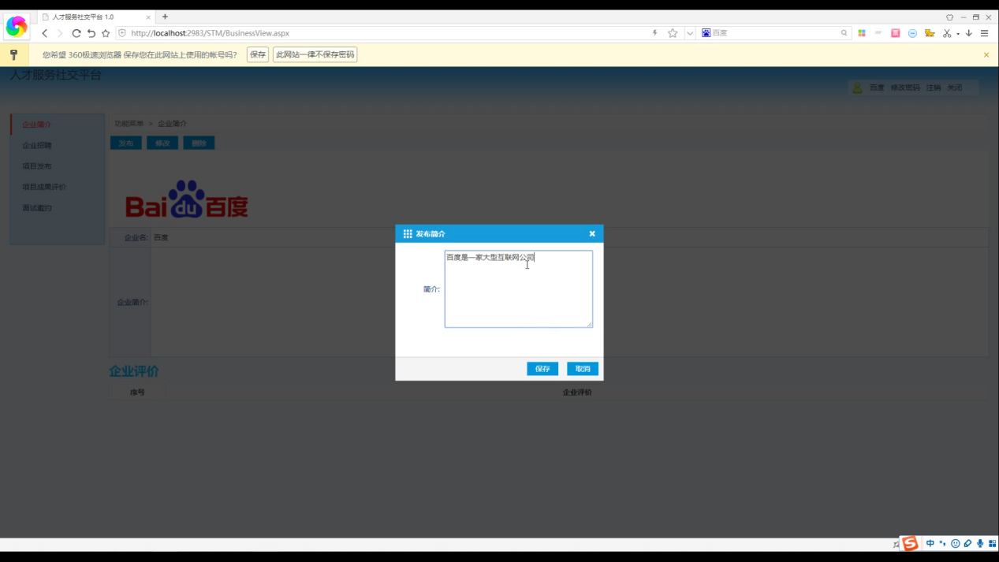 人才服务社交平台 1.0
http://localhost:2983/STM/BusinessView.aspx
百度
您希望 360极速浏览器 保存您在此网站上使用的帐号吗? 保存 此网站一律不保存密码
人才服务社交平台
百度 修改密码 注销 关闭
企业简介
企业招聘
项目发布
项目成果评价
面试邀约
功能菜单 > 企业简介
发布 修改 删除
Bai du 百度
企业名: 百度
企业简介:
发布简介
简介:
百度是一家大型互联网公司
保存 取消
企业评价
序号 企业评价
中